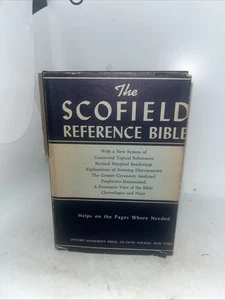 The
SCOFIELD
REFERENCE BIBLE
With a New System of
Connected Topical References
Revised Marginal Renderings
Explanations of Seeming Discrepancies
The Greater Covenants Analyzed
Prophecies Harmonized
A Panoramic View of the Bible
Chronologies and Maps
Helps on the Pages Where Needed
OXFORD UNIVERSITY PRESS
NEW YORK